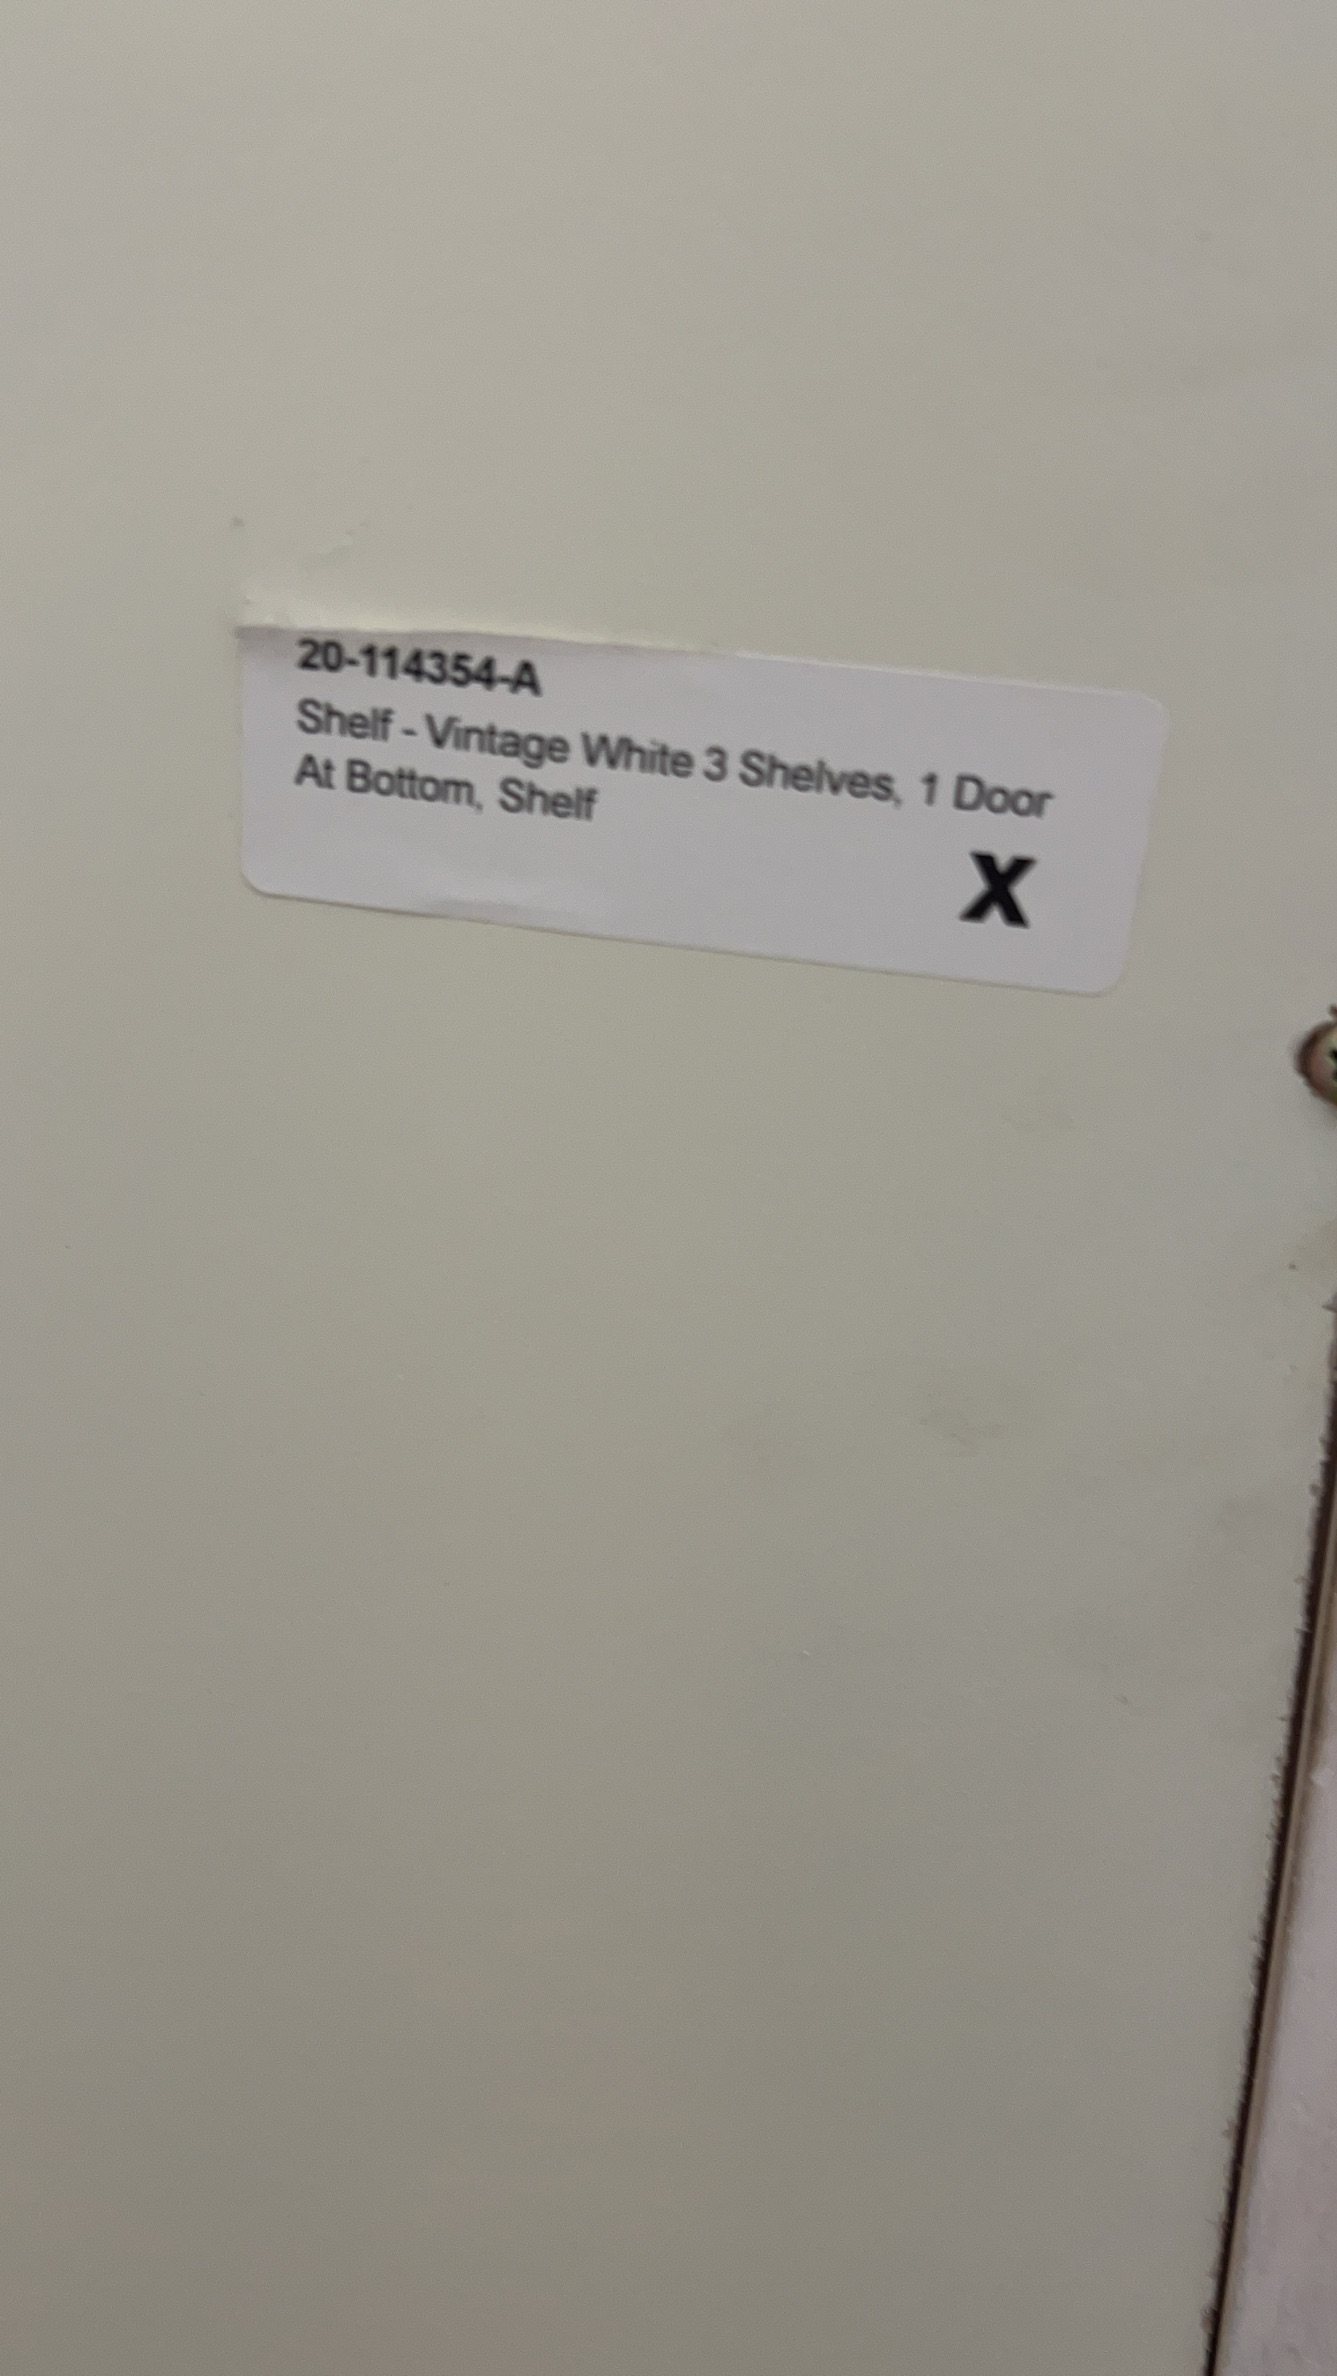 20-114354-A
Shelf - Vintage White 3 Shelves, 1 Door
At Bottom, Shelf
X